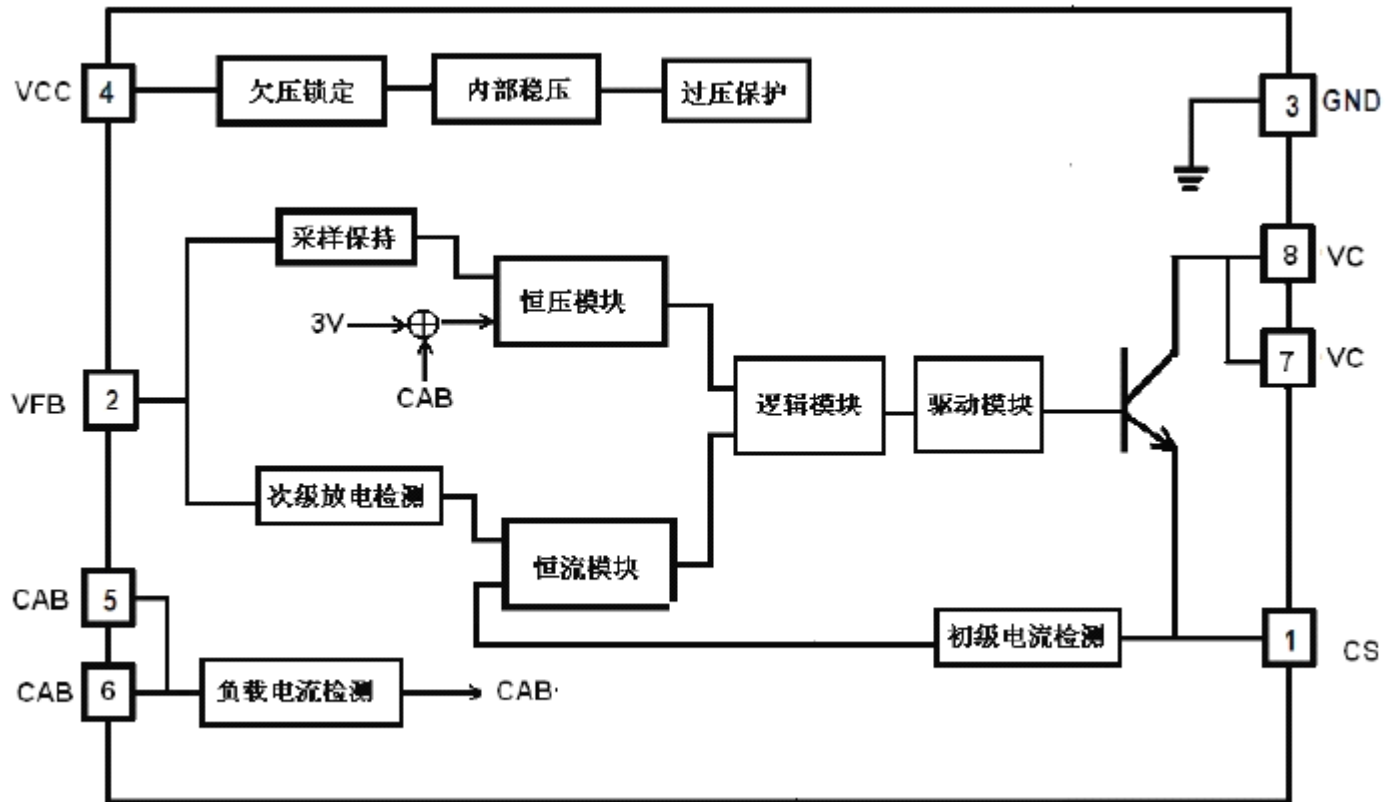 VCC 4 欠压锁定 内部稳压 过压保护 3 GND
采样保持 8 VC
恒压模块
3V
7 VC
CAB
VFB 2 逻辑模块 驱动模块
次级放电检测
恒流模块
CAB 5
初级电流检测 1 CS
CAB 6 负载电流检测 CAB